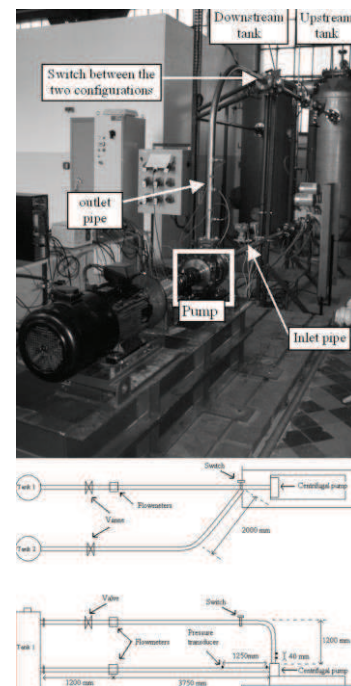 Downstream
tank
Upstream
tank
Switch between the
two configurations
outlet
pipe
Pump
Inlet pipe
Switch
Tank 1
Flowmeters
Centrifugal pump
Vanne
2000 mm
Tank 2
Valve
Switch
Pressure
transducer
1200 mm
Tank 1
Flowmeters
1250mm
40 mm
Centrifugal pump
1200 mm
3750 mm